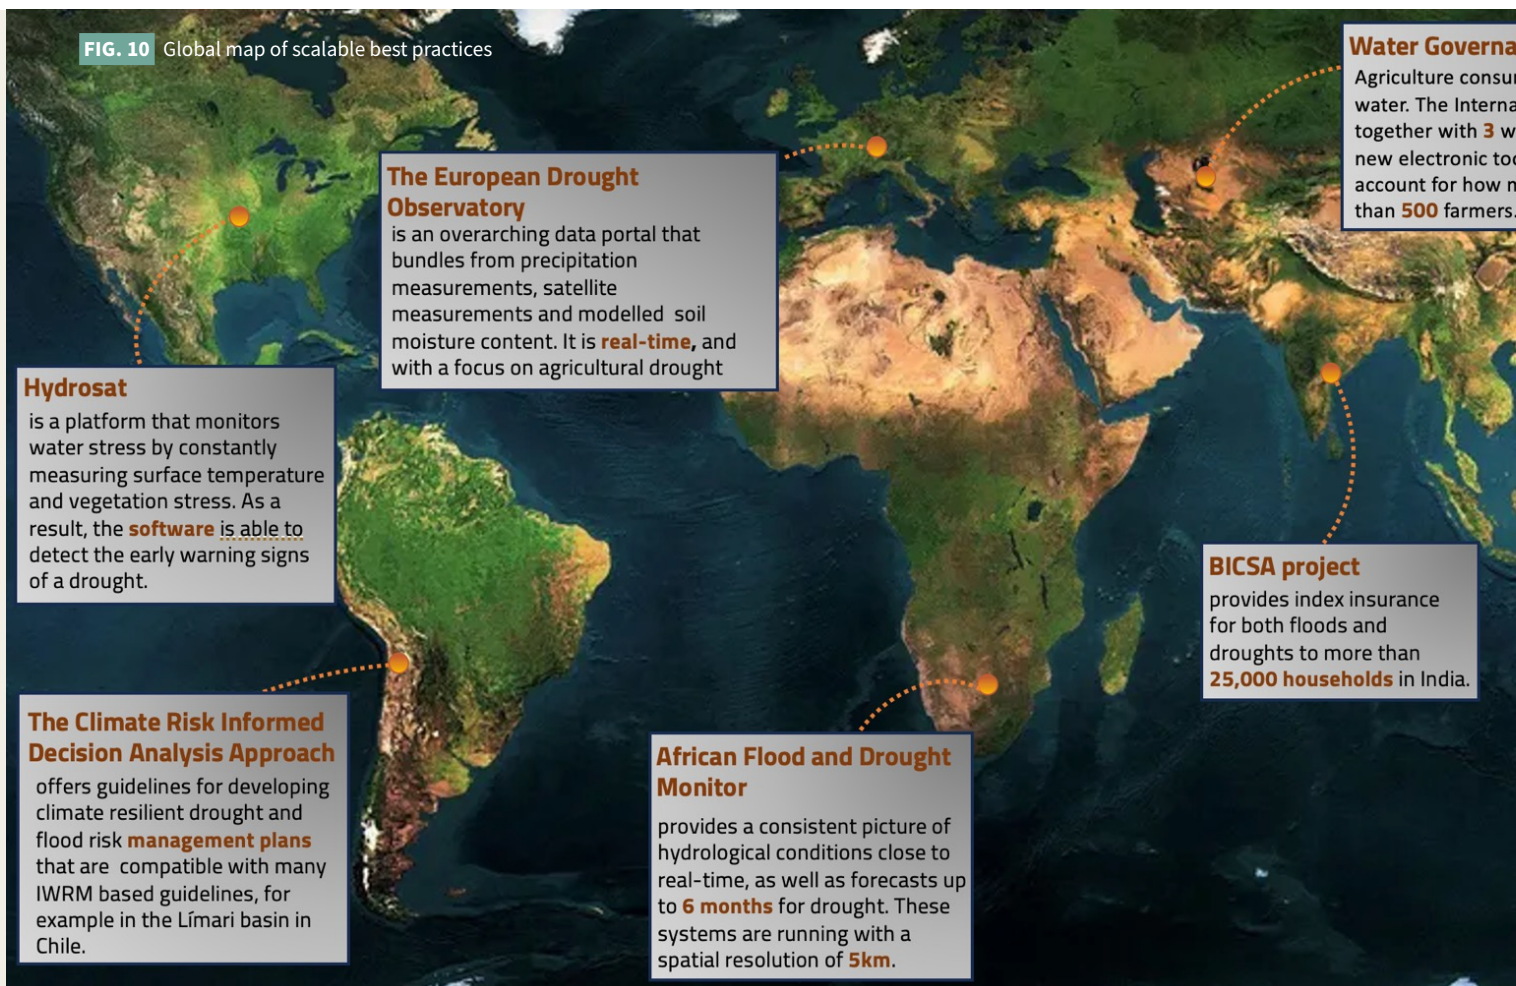 FIG. 10 Global map of scalable best practices
Water Governa
Agriculture consur
water. The Interna
together with 3 w
new electronic too
account for how m
than 500 farmers.
The European Drought
Observatory
is an overarching data portal that
bundles from precipitation
measurements, satellite
measurements and modelled soil
moisture content. It is real-time, and
with a focus on agricultural drought
Hydrosat
is a platform that monitors
water stress by constantly
measuring surface temperature
and vegetation stress. As a
result, the software is able to
detect the early warning signs
of a drought.
BICSA project
provides index insurance
for both floods and
droughts to more than
25,000 households in India.
The Climate Risk Informed
Decision Analysis Approach
offers guidelines for developing
climate resilient drought and
flood risk management plans
that are compatible with many
IWRM based guidelines, for
example in the Límari basin in
Chile.
African Flood and Drought
Monitor
provides a consistent picture of
hydrological conditions close to
real-time, as well as forecasts up
to 6 months for drought. These
systems are running with a
spatial resolution of 5km.